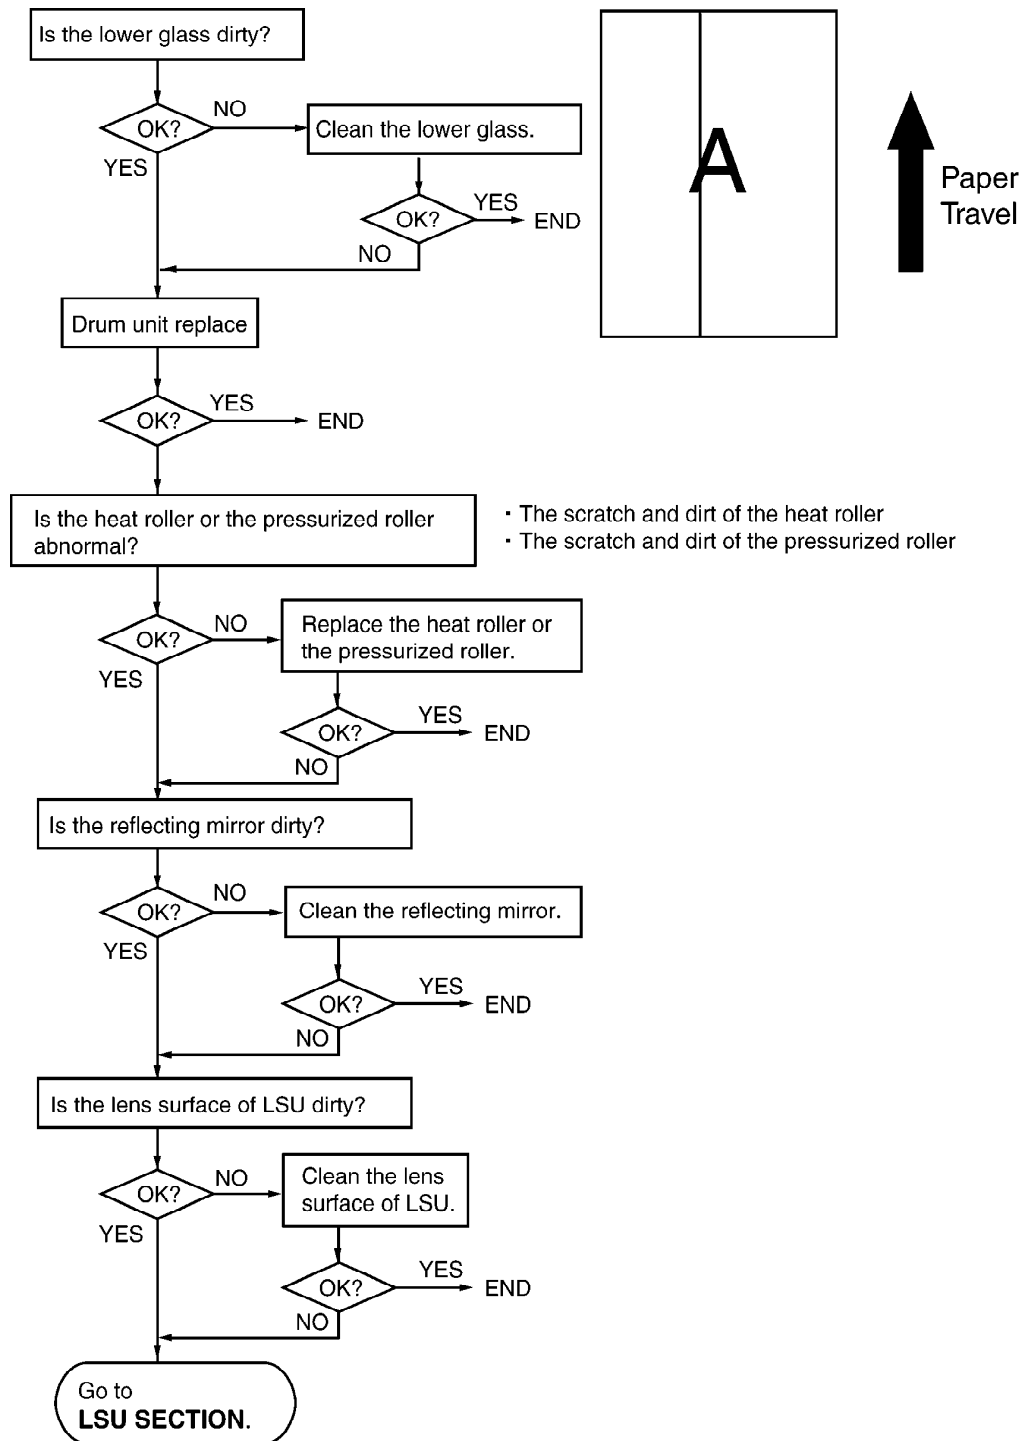 Is the lower glass dirty?
OK?
NO
Clean the lower glass.
YES
OK?
YES
END
NO
A
Paper
Travel
Drum unit replace
OK?
YES
END
Is the heat roller or the pressurized roller
abnormal?
· The scratch and dirt of the heat roller
· The scratch and dirt of the pressurized roller
OK?
NO
Replace the heat roller or
the pressurized roller.
YES
OK?
YES
END
NO
Is the reflecting mirror dirty?
OK?
NO
Clean the reflecting mirror.
YES
OK?
YES
END
NO
Is the lens surface of LSU dirty?
OK?
NO
Clean the lens
surface of LSU.
YES
OK?
YES
END
NO
Go to
LSU SECTION.